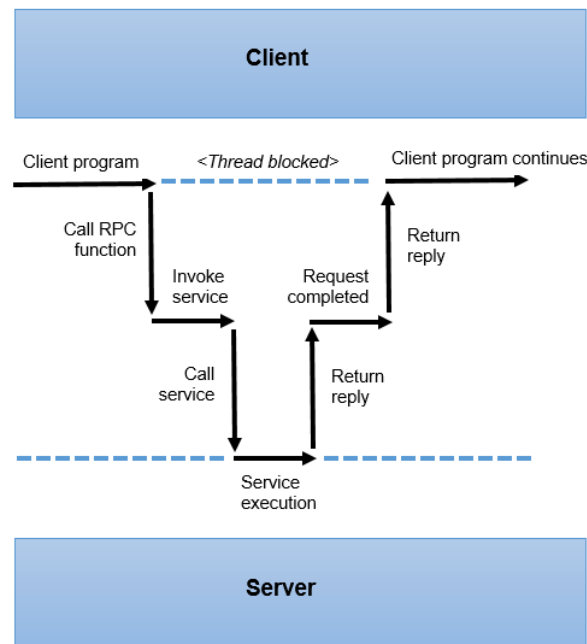 Client
Client program
<Thread blocked>
Client program continues
Call RPC
function
Return
reply
Invoke
service
Request
completed
Call
service
Return
reply
Service
execution
Server